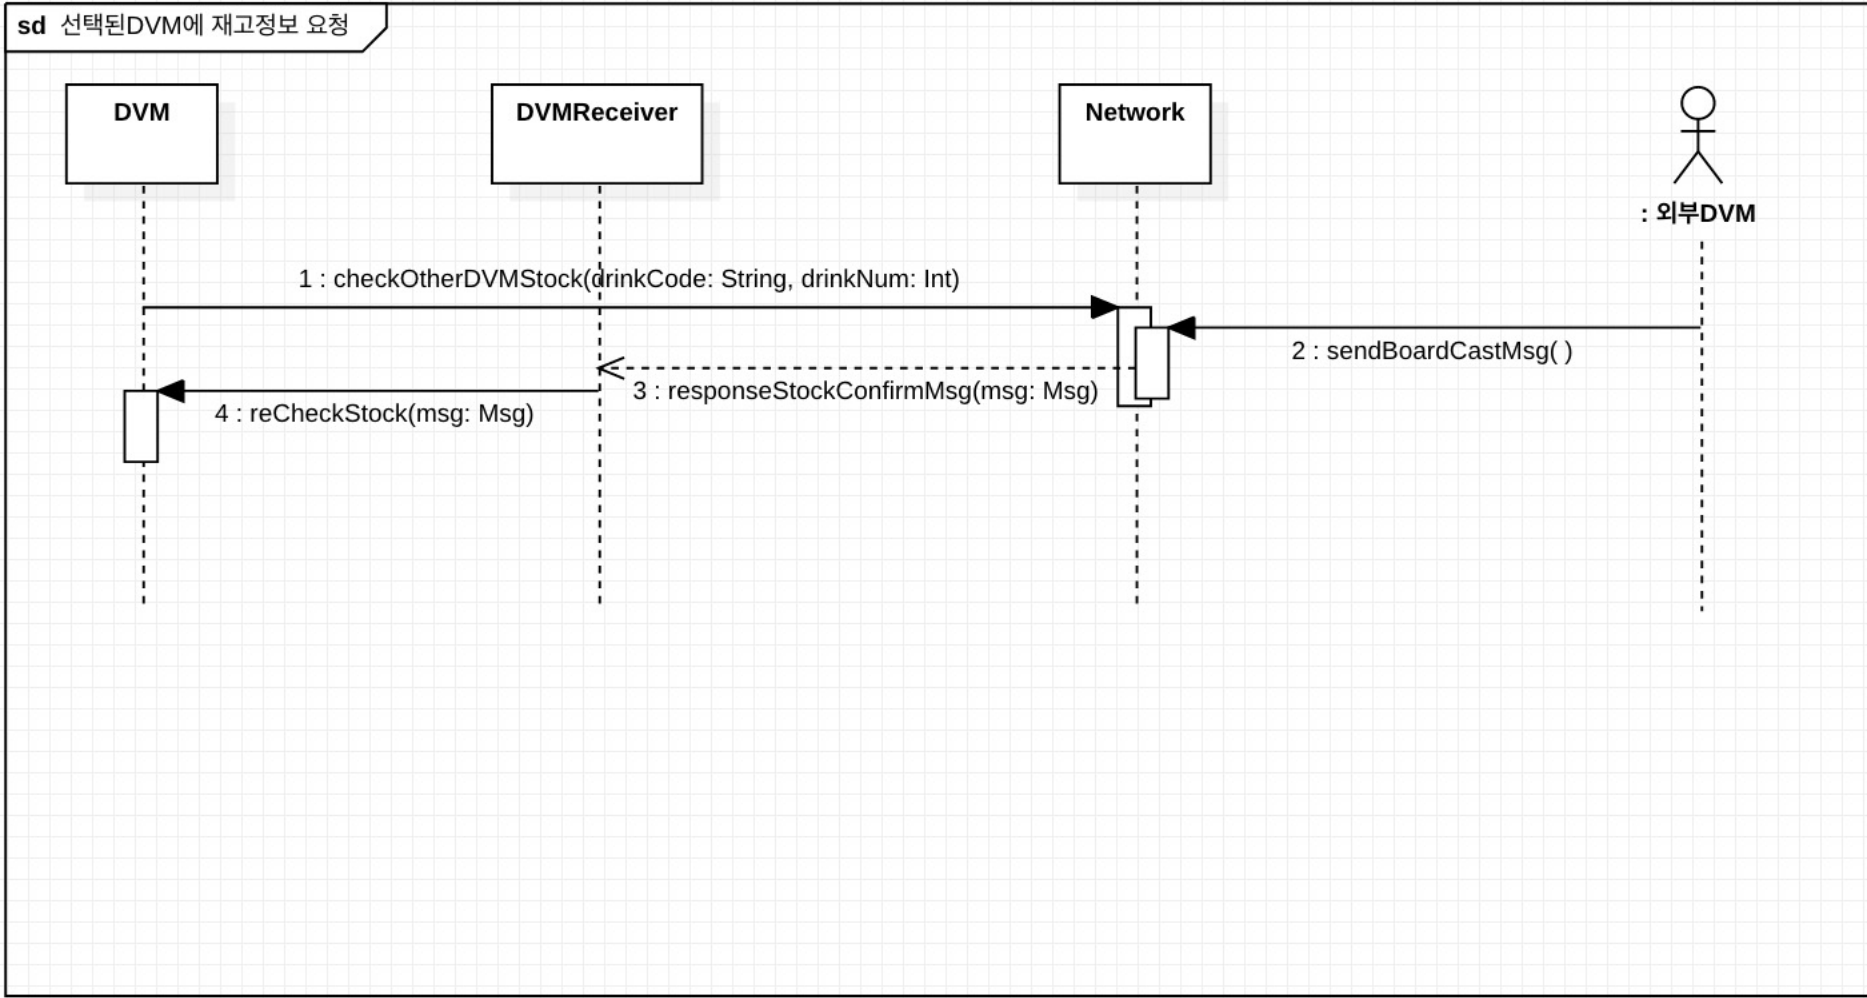 sd 선택된DVM에 재고정보 요청
DVM
DVMReceiver
Network
: 외부DVM
1 : checkOtherDVMStock(drinkCode: String, drinkNum: Int)
2 : sendBoardCastMsg( )
3 : responseStockConfirmMsg(msg: Msg)
4 : reCheckStock(msg: Msg)